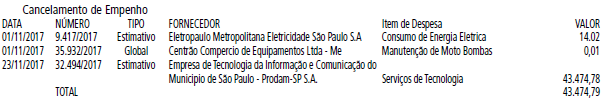 Cancelamento de Empenho
DATA NÚMERO TIPO FORNECEDOR Item de Despesa VALOR
01/11/2017 9.417/2017 Estimativo Eletropaulo Metropolitana Eletricidade São Paulo S.A Consumo de Energia Eletrica 14.02
01/11/2017 35.932/2017 Global Centrão Compercio de Equipamentos Ltda - Me Manutenção de Moto Bombas 0,01
23/11/2017 32.494/2017 Estimativo Empresa de Tecnologia da Informação e Comunicação do
Municipio de São Paulo - Prodam-SP S.A. Serviços de Tecnologia 43.474,78
TOTAL 43.474,79